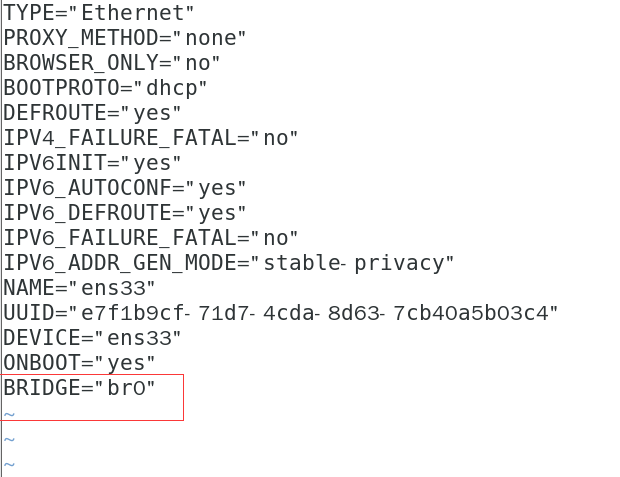 TYPE="Ethernet"
PROXY_METHOD="none"
BROWSER_ONLY="no"
BOOTPROTO="dhcp"
DEFROUTE="yes"
IPV4_FAILURE_FATAL="no"
IPV6INIT="yes"
IPV6_AUTOCONF="yes"
IPV6_DEFROUTE="yes"
IPV6_FAILURE_FATAL="no"
IPV6_ADDR_GEN_MODE="stable-privacy"
NAME="ens33"
UUID="e7f1b9cf-71d7-4cda-8d63-7cb40a5b03c4"
DEVICE="ens33"
ONBOOT="yes"
BRIDGE="br0"
~
~
~